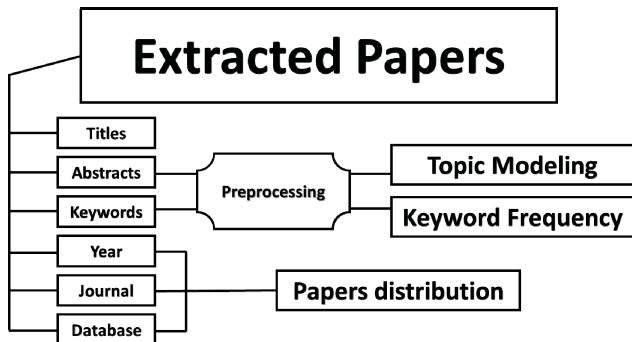 Extracted Papers
Titles
Abstracts
Keywords
Year
Journal
Database
Preprocessing
Topic Modeling
Keyword Frequency
Papers distribution